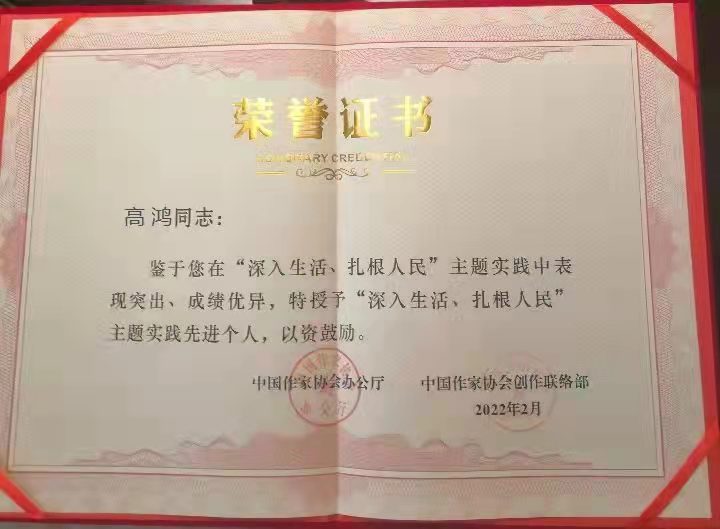 荣誉证书
HONORARY CREDENTIAL
高鸿同志：
鉴于您在“深入生活、扎根人民”主题实践中表
现突出、成绩优异，特授予“深入生活、扎根人民”
主题实践先进个人，以资鼓励。
中国作家协会办公厅 中国作家协会创作联络部
2022年2月